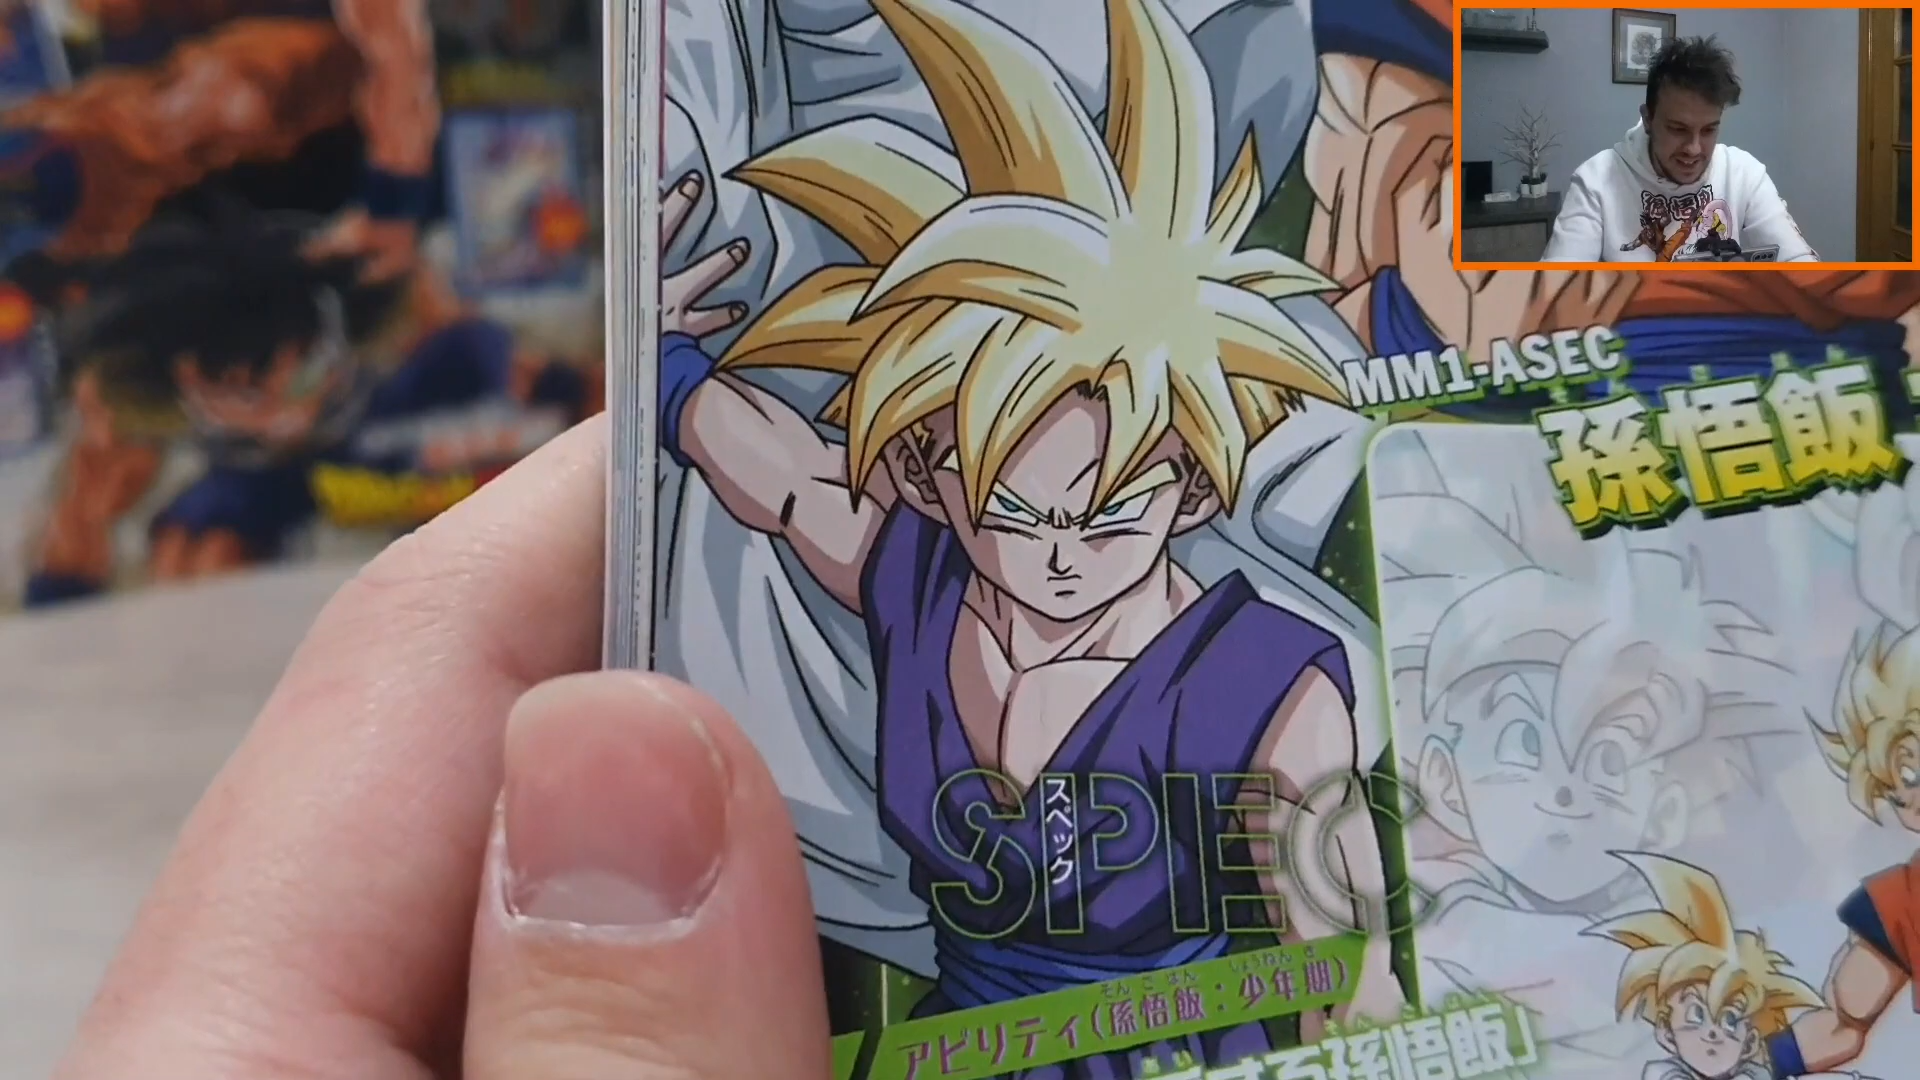 MM1-ASEC
孫悟飯
SPEC
スペック
そんごはん しょうねんき
アビリティ(孫悟飯:少年期)
孫悟飯」